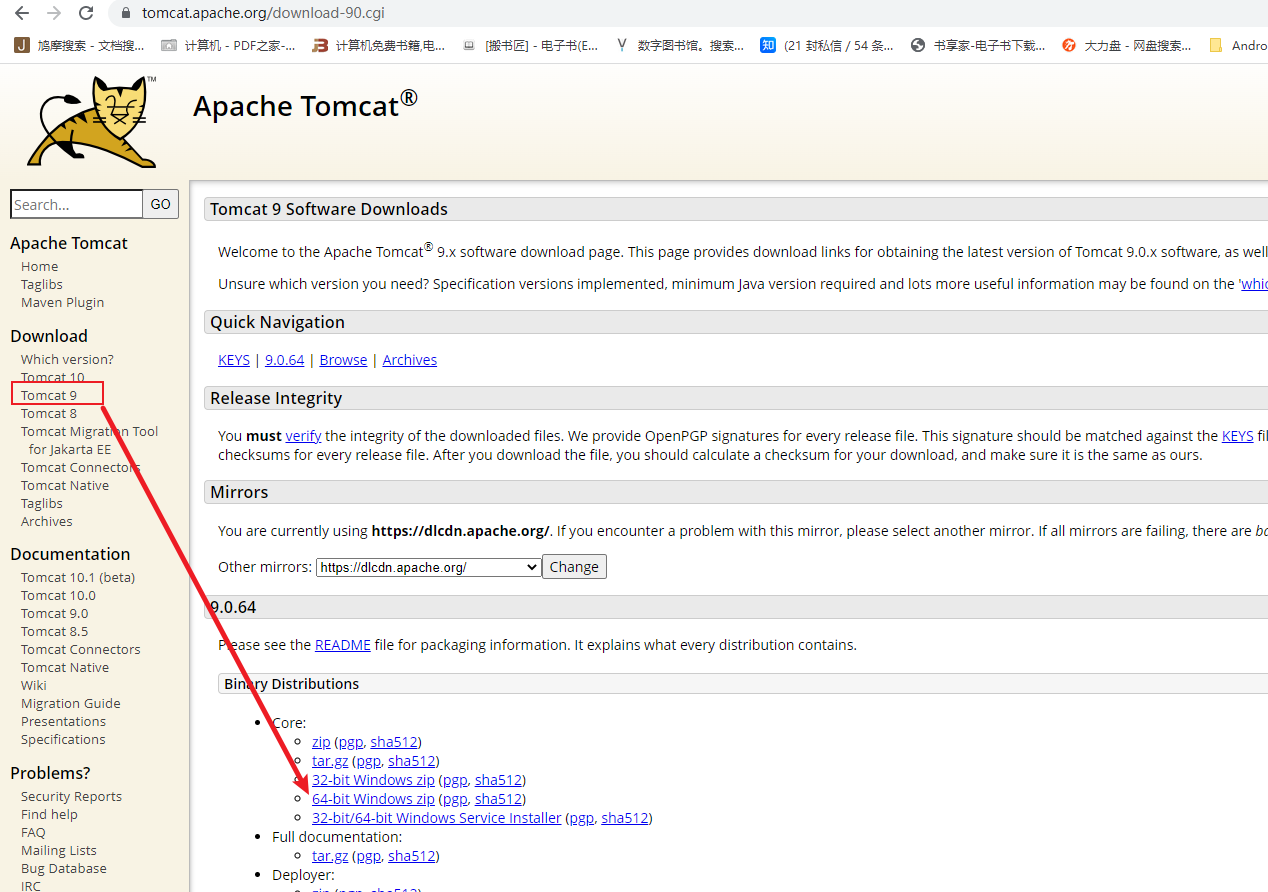 tomcat.apache.org/download-90.cgi
J 鸠摩搜索 - 文档搜... 计算机 - PDF之家-... 计算机免费书籍,电... [搬书匠] - 电子书(E... 数字图书馆。搜索... 知 (21 封私信 / 54 条... 书享家-电子书下载... 大力盘 - 网盘搜索... Andro
TM
Apache Tomcat®
Search... GO
Apache Tomcat
Home
Taglibs
Maven Plugin
Download
Which version?
Tomcat 10
Tomcat 9
Tomcat 8
Tomcat Migration Tool
for Jakarta EE
Tomcat Connectors
Tomcat Native
Taglibs
Archives
Documentation
Tomcat 10.1 (beta)
Tomcat 10.0
Tomcat 9.0
Tomcat 8.5
Tomcat Connectors
Tomcat Native
Wiki
Migration Guide
Presentations
Specifications
Problems?
Security Reports
Find help
FAQ
Mailing Lists
Bug Database
IRC
Tomcat 9 Software Downloads
Welcome to the Apache Tomcat® 9.x software download page. This page provides download links for obtaining the latest version of Tomcat 9.0.x software, as well
Unsure which version you need? Specification versions implemented, minimum Java version required and lots more useful information may be found on the 'whic
Quick Navigation
KEYS | 9.0.64 | Browse | Archives
Release Integrity
You must verify the integrity of the downloaded files. We provide OpenPGP signatures for every release file. This signature should be matched against the KEYS fil
checksums for every release file. After you download the file, you should calculate a checksum for your download, and make sure it is the same as ours.
Mirrors
You are currently using https://dlcdn.apache.org/. If you encounter a problem with this mirror, please select another mirror. If all mirrors are failing, there are ba
Other mirrors: https://dlcdn.apache.org/ Change
9.0.64
Please see the README file for packaging information. It explains what every distribution contains.
Binary Distributions
• Core:
zip (pgp, sha512)
tar.gz (pgp, sha512)
32-bit Windows zip (pgp, sha512)
64-bit Windows zip (pgp, sha512)
32-bit/64-bit Windows Service Installer (pgp, sha512)
• Full documentation:
tar.gz (pgp, sha512)
• Deployer:
zip (pgp, sha512)